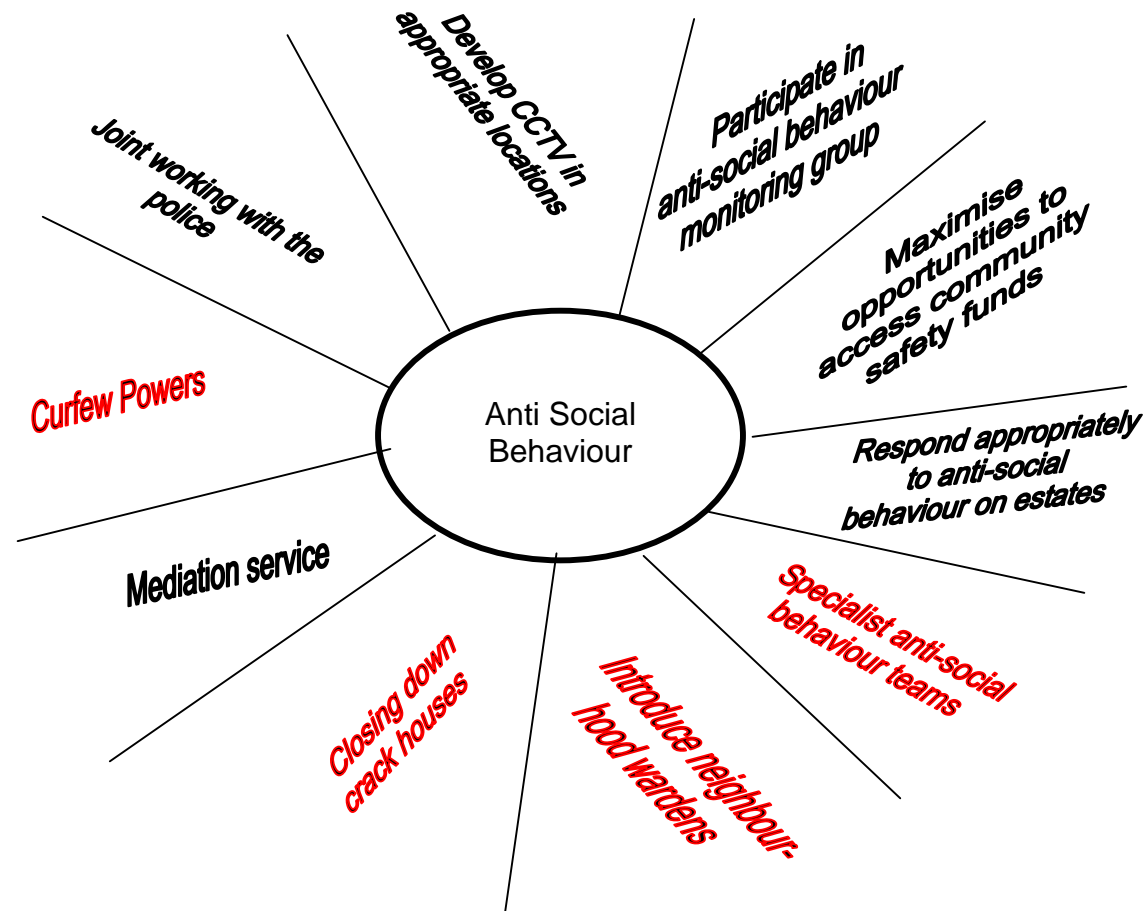 Develop CCTV in
appropriate locations
Participate in
anti-social behaviour
monitoring group
Joint working with the
police
Maximise
opportunities to
access community
safety funds
Curfew Powers
Anti Social
Behaviour
Respond appropriately
to anti-social
behaviour on estates
Mediation service
Specialist anti-social
behaviour teams
Closing down
crack houses
Introduce neighbour-
hood wardens